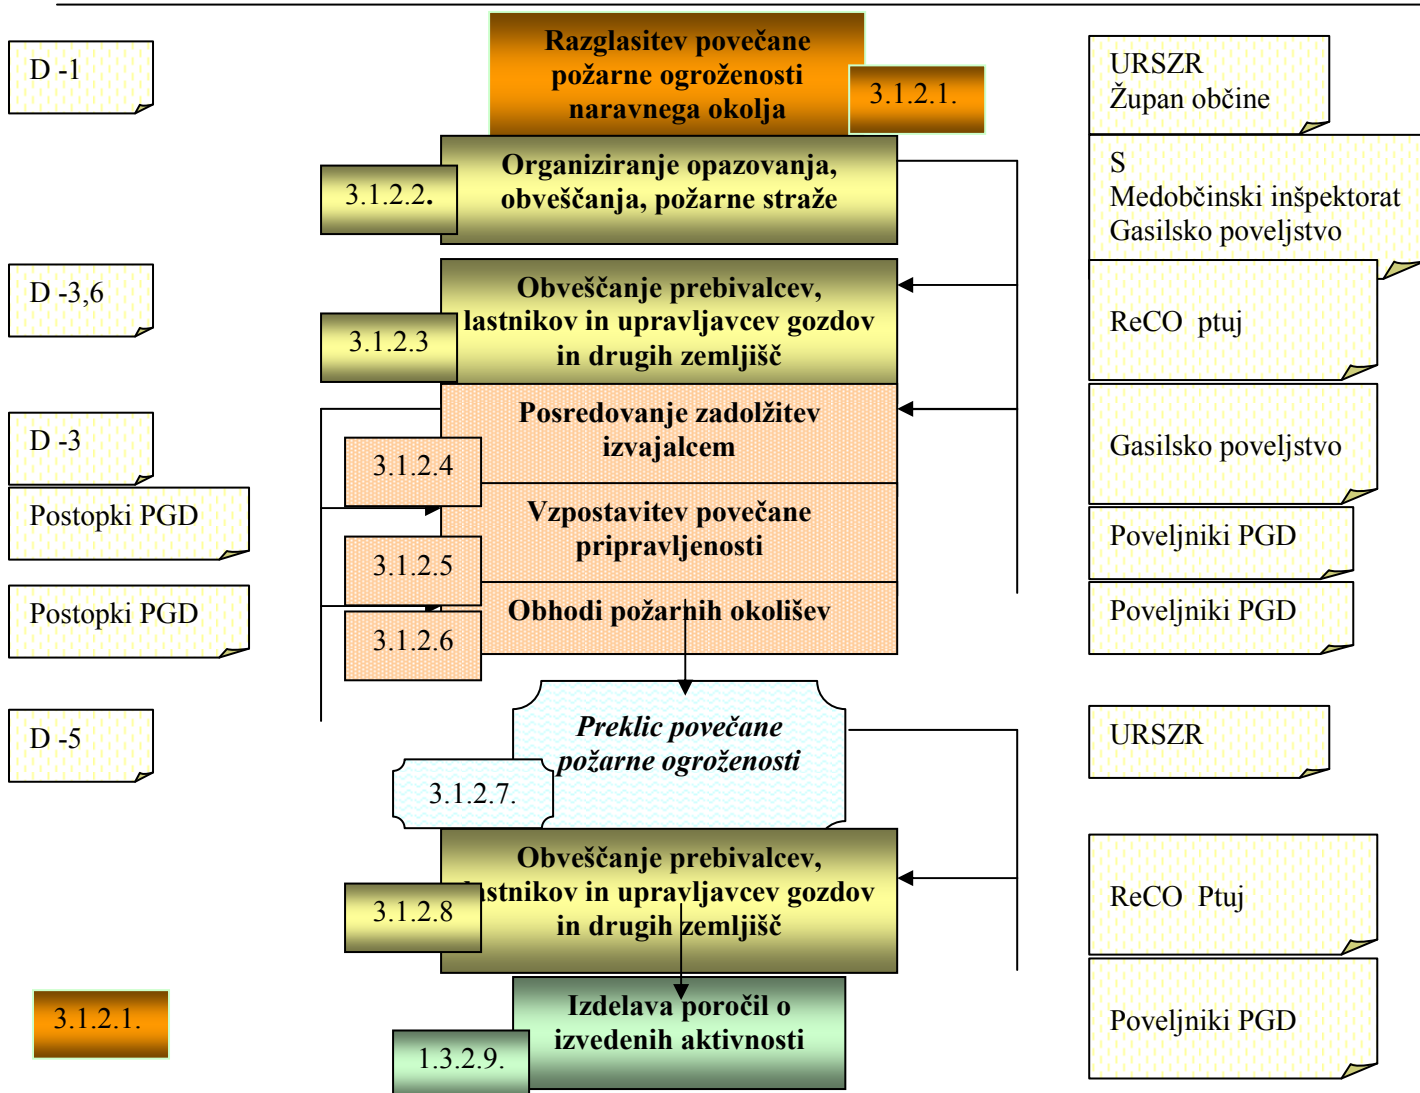 D -1
Razglasitev povečane
požarne ogroženosti
naravnega okolja
3.1.2.1.
URSZR
Župan občine
3.1.2.2.
Organiziranje opazovanja,
obveščanja, požarne straže
S
Medobčinski inšpektorat
Gasilsko poveljstvo
D -3,6
3.1.2.3
Obveščanje prebivalcev,
lastnikov in upravljavcev gozdov
in drugih zemljišč
ReCO ptuj
D -3
3.1.2.4
Posredovanje zadolžitev
izvajalcem
Gasilsko poveljstvo
Postopki PGD
3.1.2.5
Vzpostavitev povečane
pripravljenosti
Poveljniki PGD
Postopki PGD
3.1.2.6
Obhodi požarnih okolišev
Poveljniki PGD
D -5
Preklic povečane
požarne ogroženosti
3.1.2.7.
URSZR
3.1.2.8
Obveščanje prebivalcev,
lastnikov in upravljavcev gozdov
in drugih zemljišč
ReCO Ptuj
3.1.2.1.
Izdelava poročil o
izvedenih aktivnosti
1.3.2.9.
Poveljniki PGD